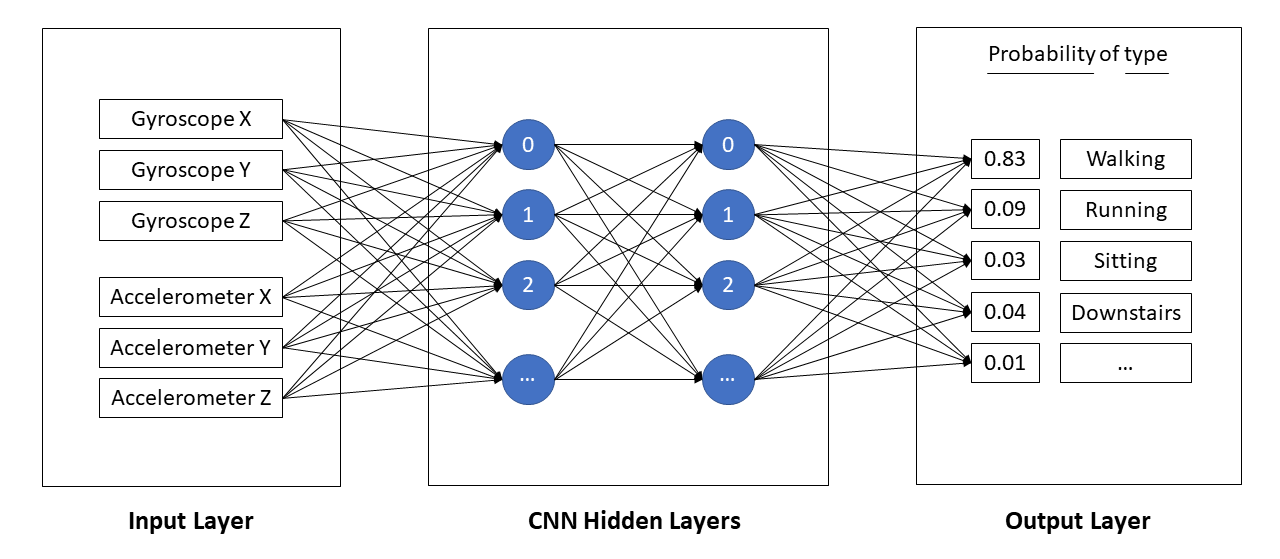 Probability of type
Gyroscope X
Gyroscope Y
Gyroscope Z
Accelerometer X
Accelerometer Y
Accelerometer Z
0
1
2
...
0
1
2
...
0.83 Walking
0.09 Running
0.03 Sitting
0.04 Downstairs
0.01 ...
Input Layer
CNN Hidden Layers
Output Layer